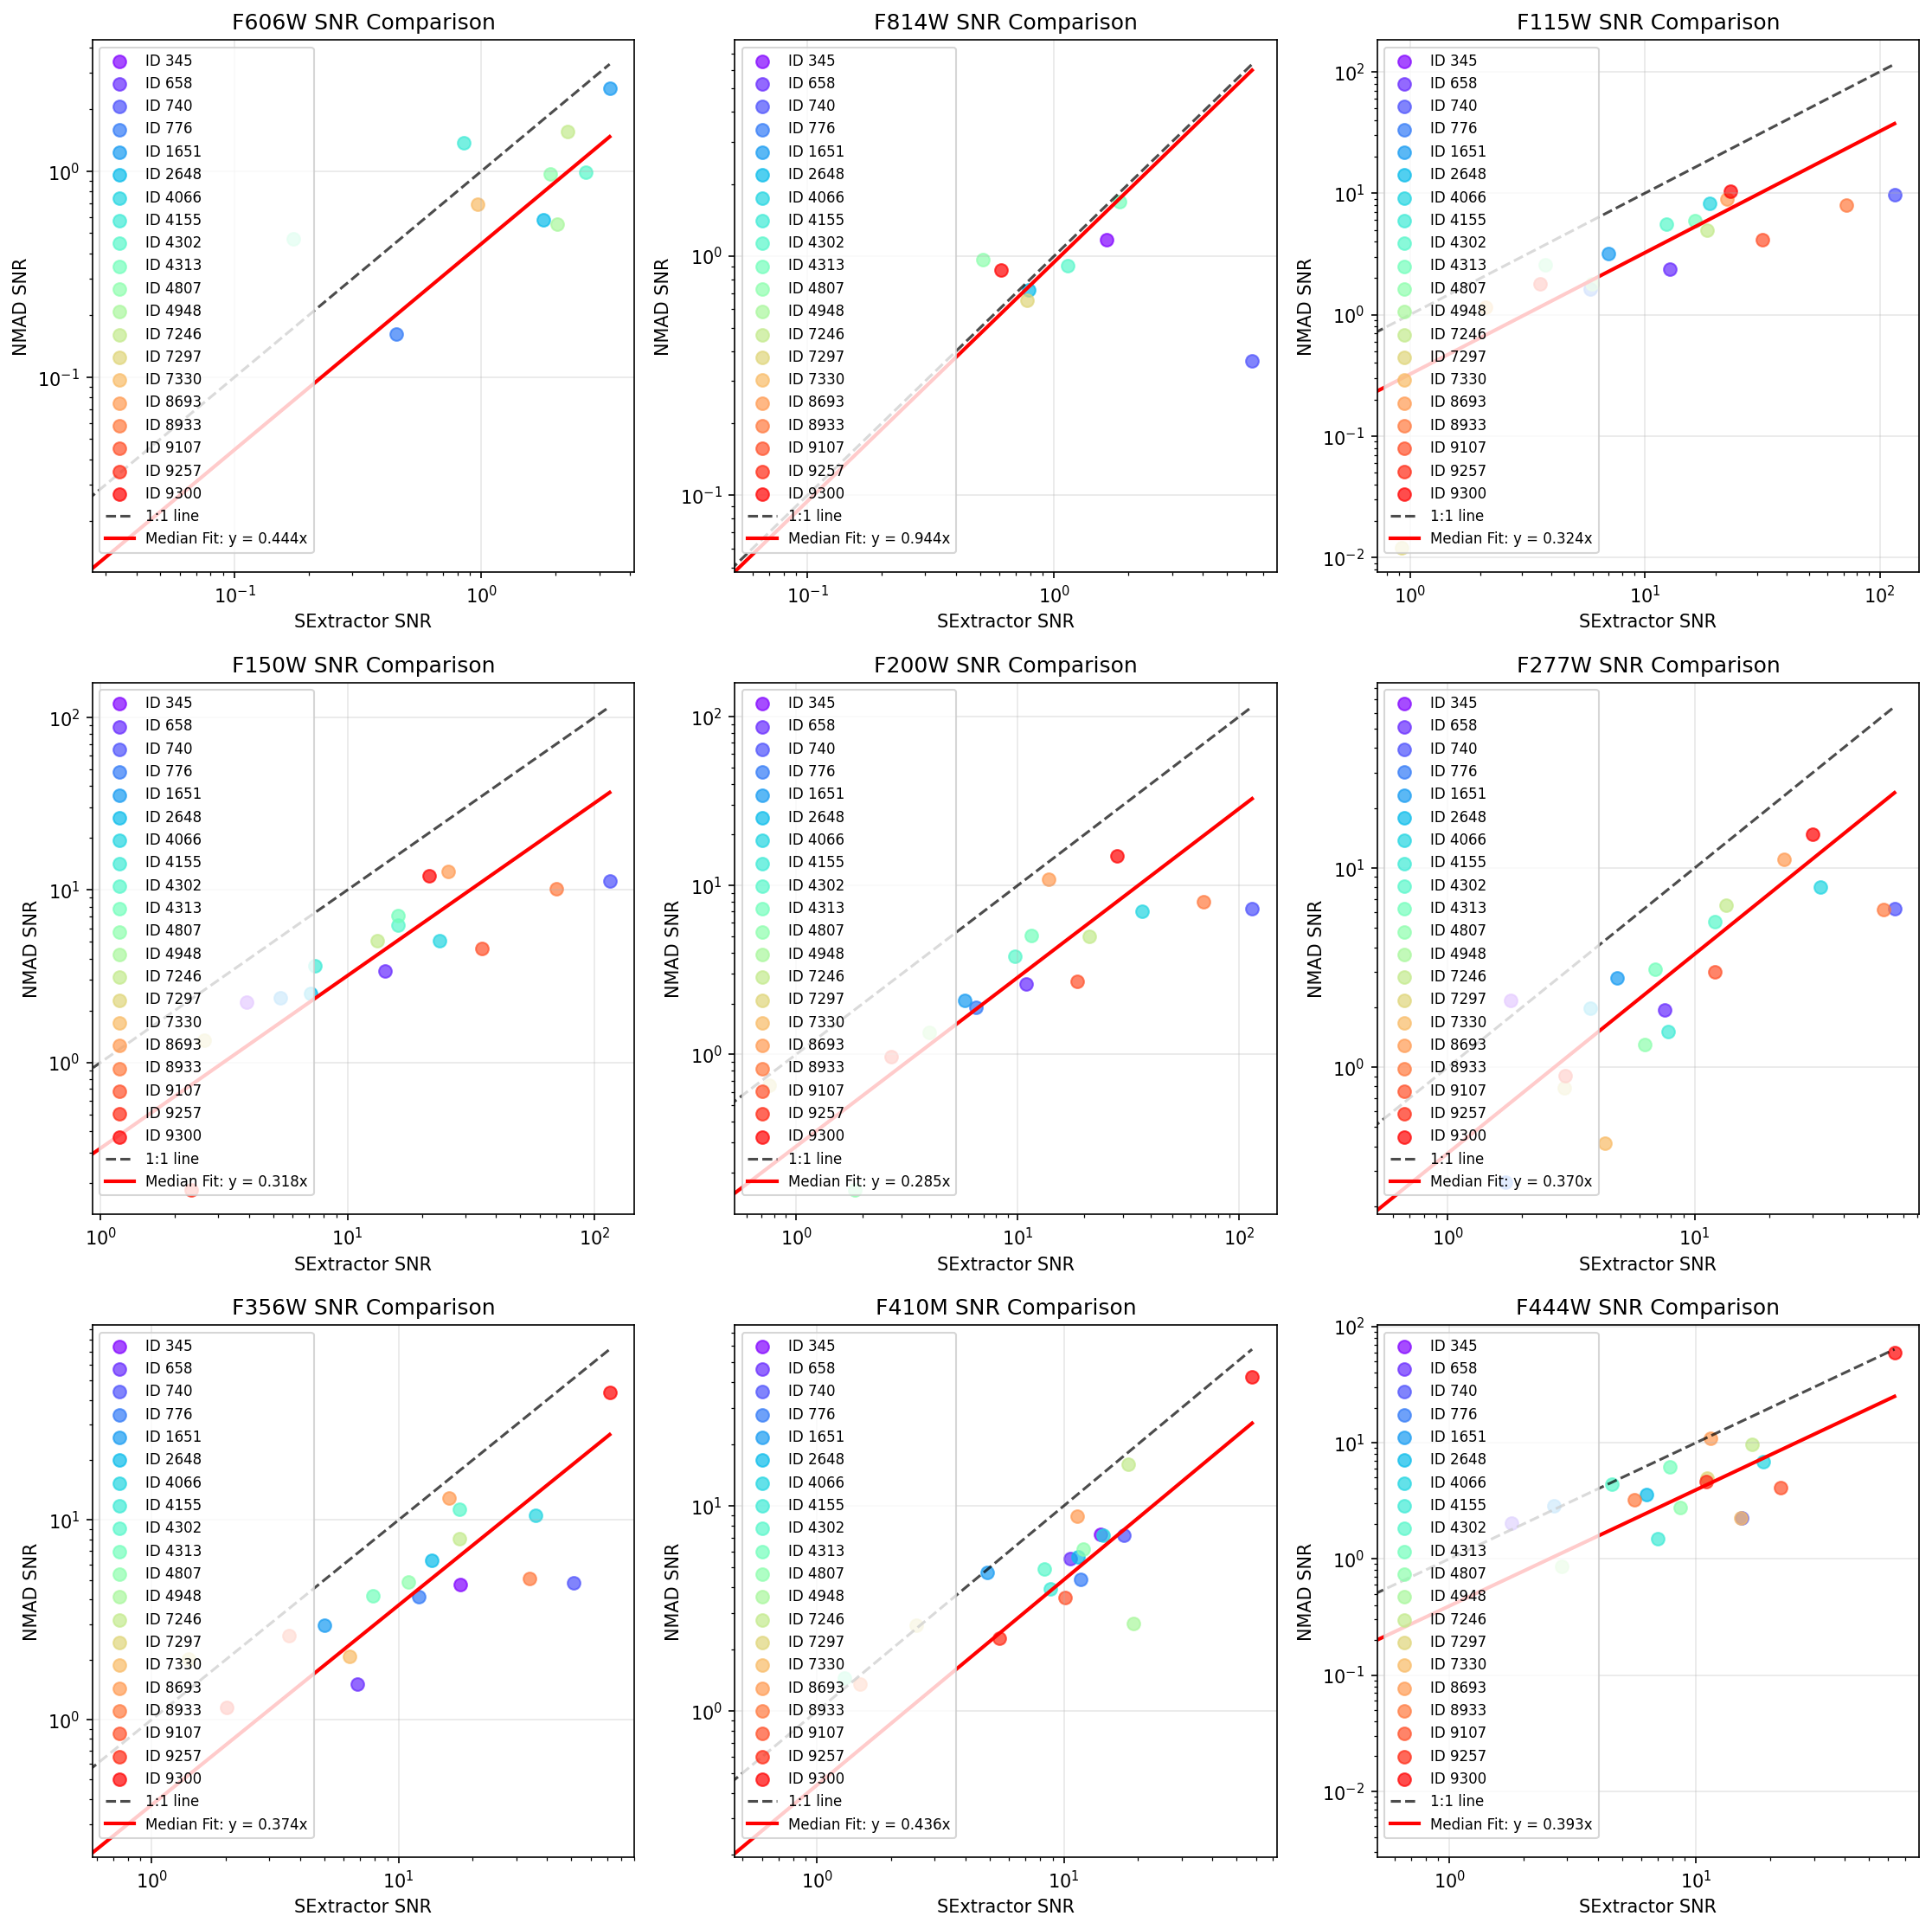 F606W SNR Comparison
NMAD SNR
10^0
10^-1
ID 345
ID 658
ID 740
ID 776
ID 1651
ID 2648
ID 4066
ID 4155
ID 4302
ID 4313
ID 4807
ID 4948
ID 7246
ID 7297
ID 7330
ID 8693
ID 8933
ID 9107
ID 9257
ID 9300
1:1 line
Median Fit: y = 0.444x
10^-1 10^0
SExtractor SNR
F814W SNR Comparison
NMAD SNR
10^0
10^-1
ID 345
ID 658
ID 740
ID 776
ID 1651
ID 2648
ID 4066
ID 4155
ID 4302
ID 4313
ID 4807
ID 4948
ID 7246
ID 7297
ID 7330
ID 8693
ID 8933
ID 9107
ID 9257
ID 9300
1:1 line
Median Fit: y = 0.944x
10^-1 10^0
SExtractor SNR
F115W SNR Comparison
NMAD SNR
10^2
10^1
10^0
10^-1
10^-2
ID 345
ID 658
ID 740
ID 776
ID 1651
ID 2648
ID 4066
ID 4155
ID 4302
ID 4313
ID 4807
ID 4948
ID 7246
ID 7297
ID 7330
ID 8693
ID 8933
ID 9107
ID 9257
ID 9300
1:1 line
Median Fit: y = 0.324x
10^0 10^1 10^2
SExtractor SNR
F150W SNR Comparison
NMAD SNR
10^2
10^1
10^0
ID 345
ID 658
ID 740
ID 776
ID 1651
ID 2648
ID 4066
ID 4155
ID 4302
ID 4313
ID 4807
ID 4948
ID 7246
ID 7297
ID 7330
ID 8693
ID 8933
ID 9107
ID 9257
ID 9300
1:1 line
Median Fit: y = 0.318x
10^0 10^1 10^2
SExtractor SNR
F200W SNR Comparison
NMAD SNR
10^2
10^1
10^0
ID 345
ID 658
ID 740
ID 776
ID 1651
ID 2648
ID 4066
ID 4155
ID 4302
ID 4313
ID 4807
ID 4948
ID 7246
ID 7297
ID 7330
ID 8693
ID 8933
ID 9107
ID 9257
ID 9300
1:1 line
Median Fit: y = 0.285x
10^0 10^1 10^2
SExtractor SNR
F277W SNR Comparison
NMAD SNR
10^1
10^0
ID 345
ID 658
ID 740
ID 776
ID 1651
ID 2648
ID 4066
ID 4155
ID 4302
ID 4313
ID 4807
ID 4948
ID 7246
ID 7297
ID 7330
ID 8693
ID 8933
ID 9107
ID 9257
ID 9300
1:1 line
Median Fit: y = 0.370x
10^0 10^1
SExtractor SNR
F356W SNR Comparison
NMAD SNR
10^1
10^0
ID 345
ID 658
ID 740
ID 776
ID 1651
ID 2648
ID 4066
ID 4155
ID 4302
ID 4313
ID 4807
ID 4948
ID 7246
ID 7297
ID 7330
ID 8693
ID 8933
ID 9107
ID 9257
ID 9300
1:1 line
Median Fit: y = 0.374x
10^0 10^1
SExtractor SNR
F410M SNR Comparison
NMAD SNR
10^1
10^0
ID 345
ID 658
ID 740
ID 776
ID 1651
ID 2648
ID 4066
ID 4155
ID 4302
ID 4313
ID 4807
ID 4948
ID 7246
ID 7297
ID 7330
ID 8693
ID 8933
ID 9107
ID 9257
ID 9300
1:1 line
Median Fit: y = 0.436x
10^0 10^1
SExtractor SNR
F444W SNR Comparison
NMAD SNR
10^2
10^1
10^0
10^-1
10^-2
ID 345
ID 658
ID 740
ID 776
ID 1651
ID 2648
ID 4066
ID 4155
ID 4302
ID 4313
ID 4807
ID 4948
ID 7246
ID 7297
ID 7330
ID 8693
ID 8933
ID 9107
ID 9257
ID 9300
1:1 line
Median Fit: y = 0.393x
10^0 10^1
SExtractor SNR